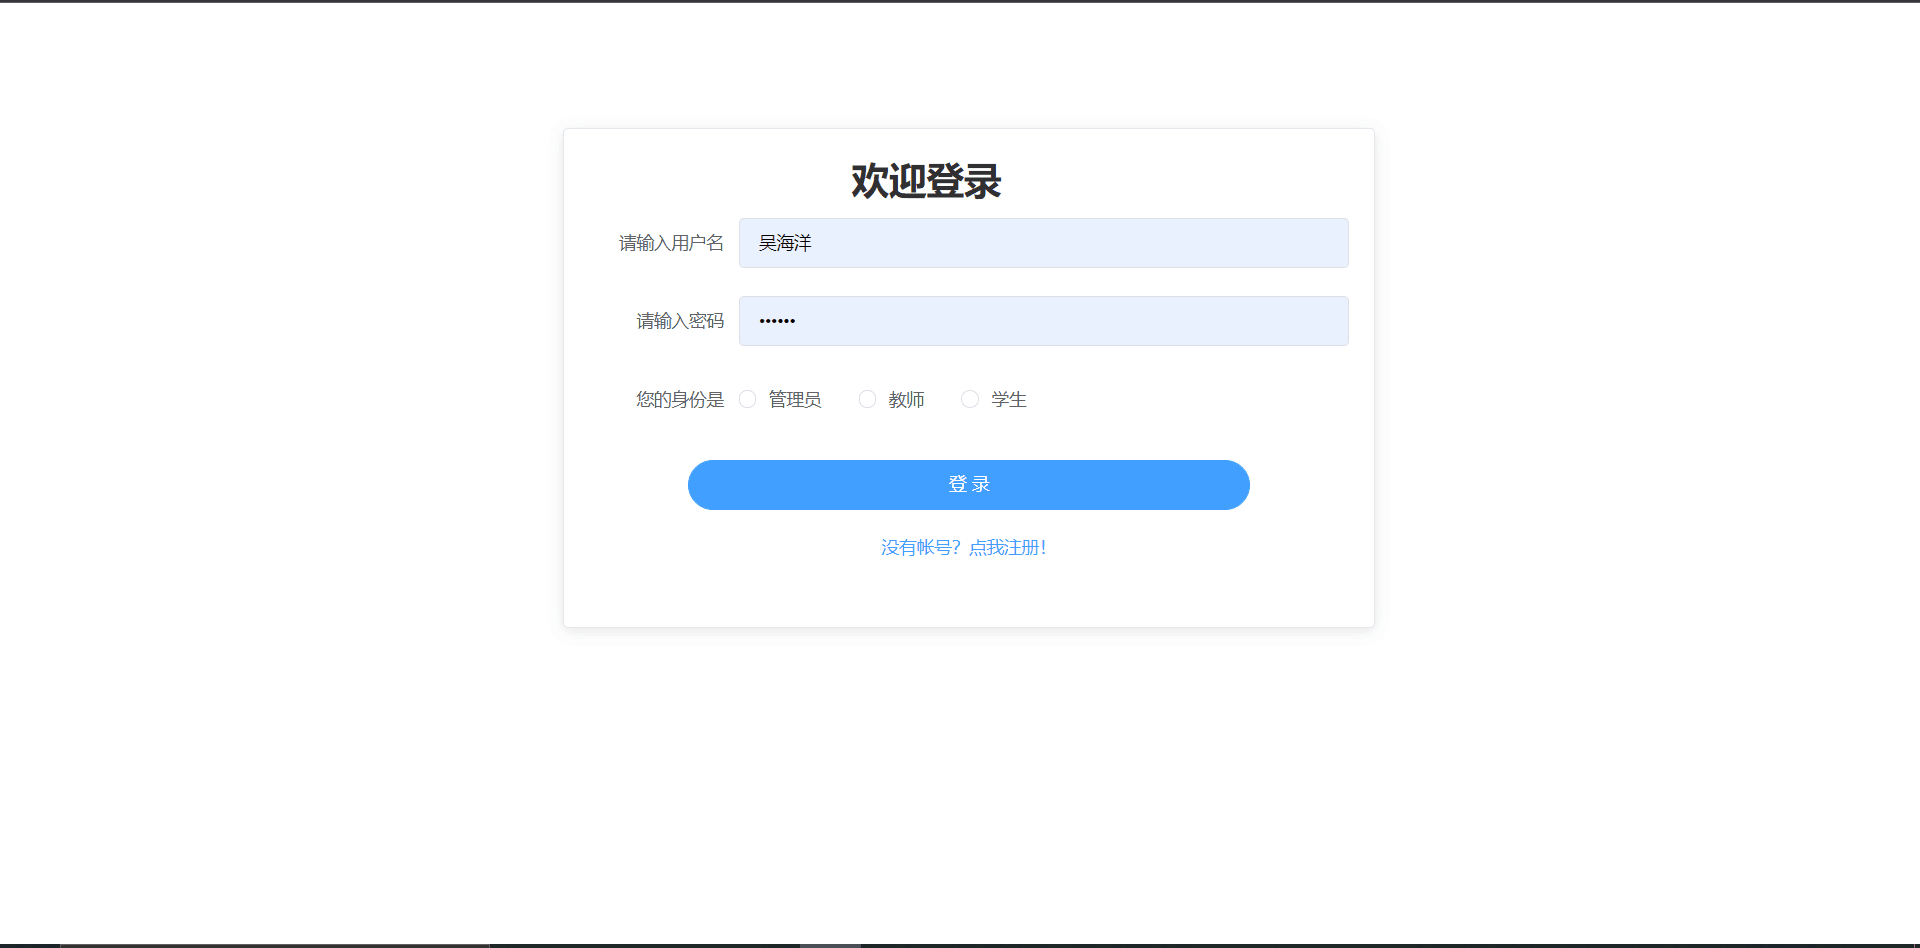 欢迎登录
请输入用户名 吴海洋
请输入密码 ••••••
您的身份是 管理员 教师 学生
登 录
没有帐号？点我注册！